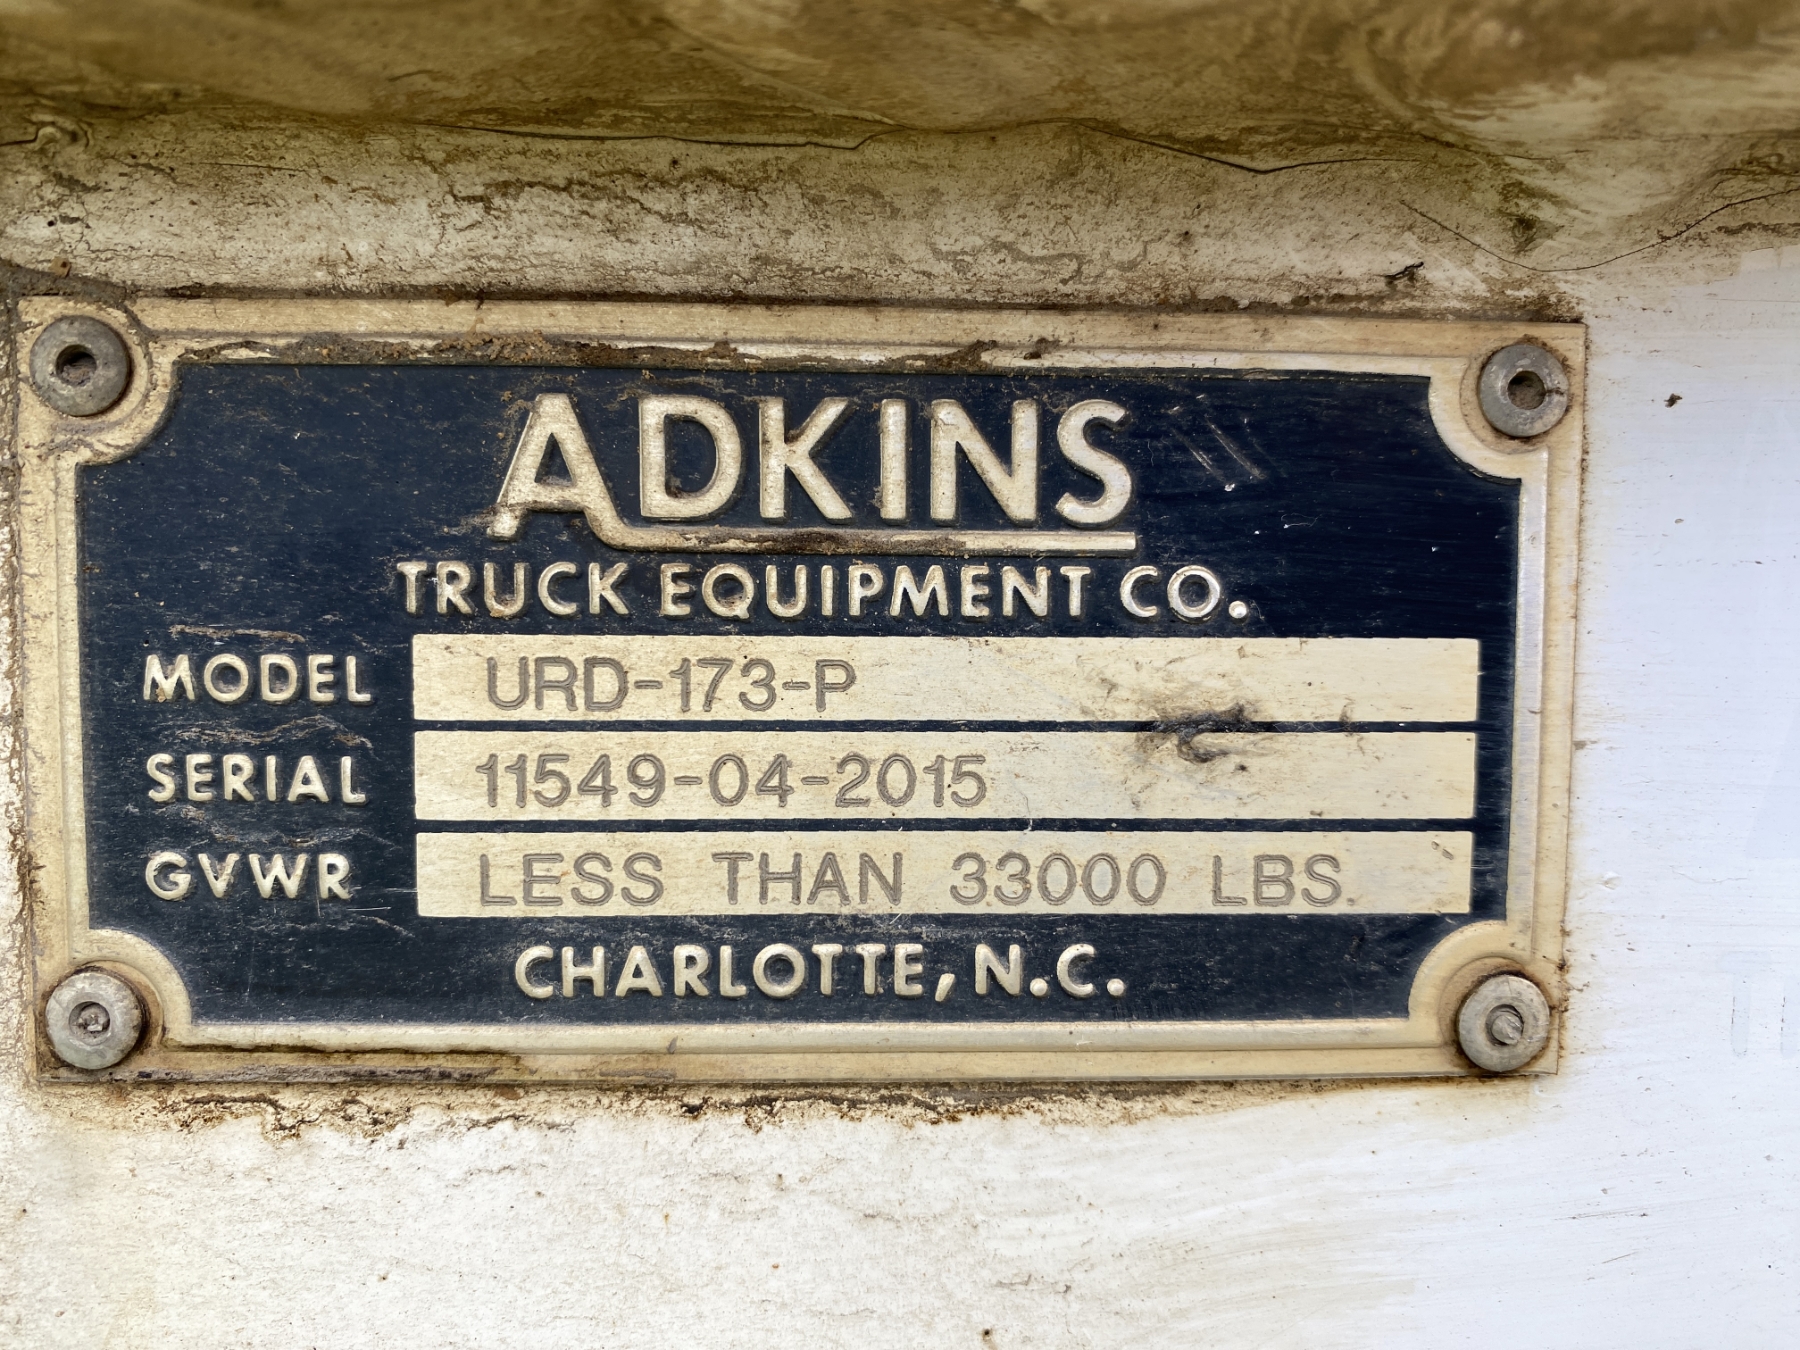 ADKINS
TRUCK EQUIPMENT CO.
MODEL URD-173-P
SERIAL 11549-04-2015
GVWR LESS THAN 33000 LBS.
CHARLOTTE, N.C.